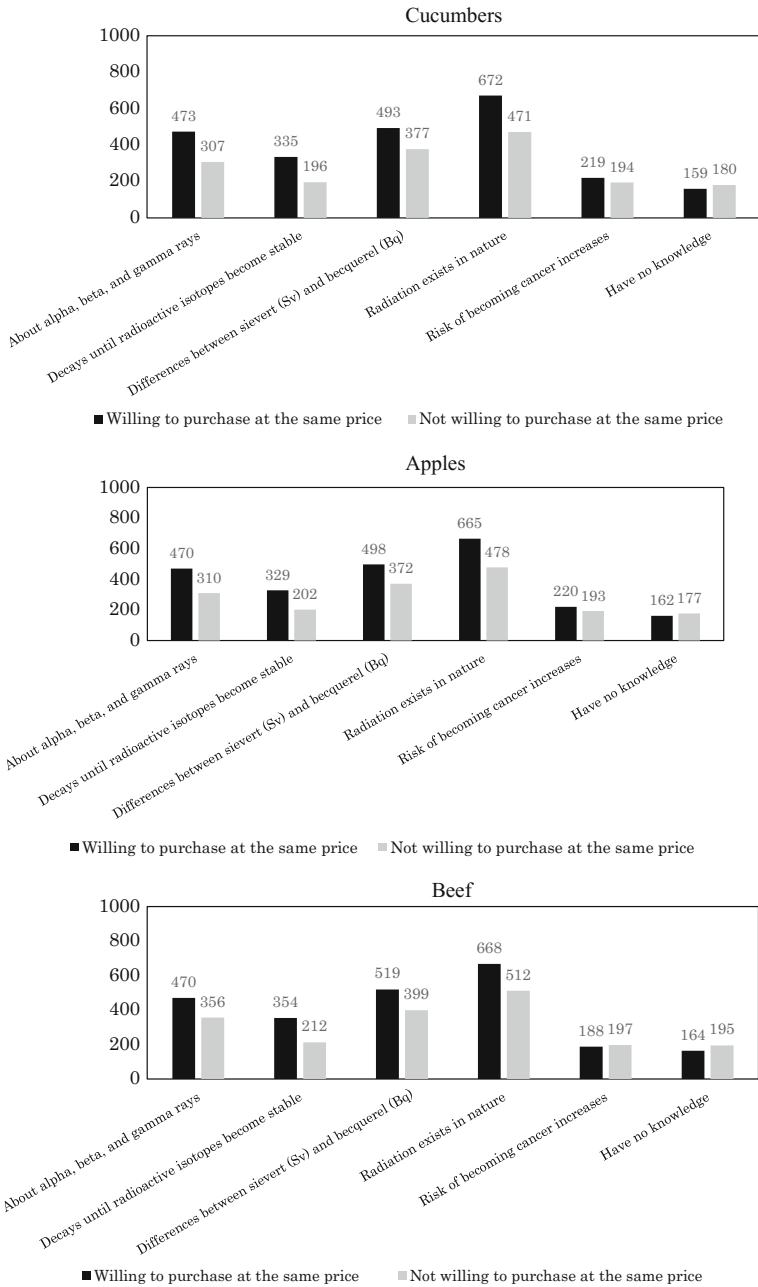 Cucumbers
1000
800
600
400
200
0
473
307
335
196
493
377
672
471
219
194
159
180
About alpha, beta, and gamma rays
Decays until radioactive isotopes become stable
Differences between sievert (Sv) and becquerel (Bq)
Radiation exists in nature
Risk of becoming cancer increases
Have no knowledge
Willing to purchase at the same price
Not willing to purchase at the same price
Apples
1000
800
600
400
200
0
470
310
329
202
498
372
665
478
220
193
162
177
About alpha, beta, and gamma rays
Decays until radioactive isotopes become stable
Differences between sievert (Sv) and becquerel (Bq)
Radiation exists in nature
Risk of becoming cancer increases
Have no knowledge
Willing to purchase at the same price
Not willing to purchase at the same price
Beef
1000
800
600
400
200
0
470
356
354
212
519
399
668
512
188
197
164
195
About alpha, beta, and gamma rays
Decays until radioactive isotopes become stable
Differences between sievert (Sv) and becquerel (Bq)
Radiation exists in nature
Risk of becoming cancer increases
Have no knowledge
Willing to purchase at the same price
Not willing to purchase at the same price